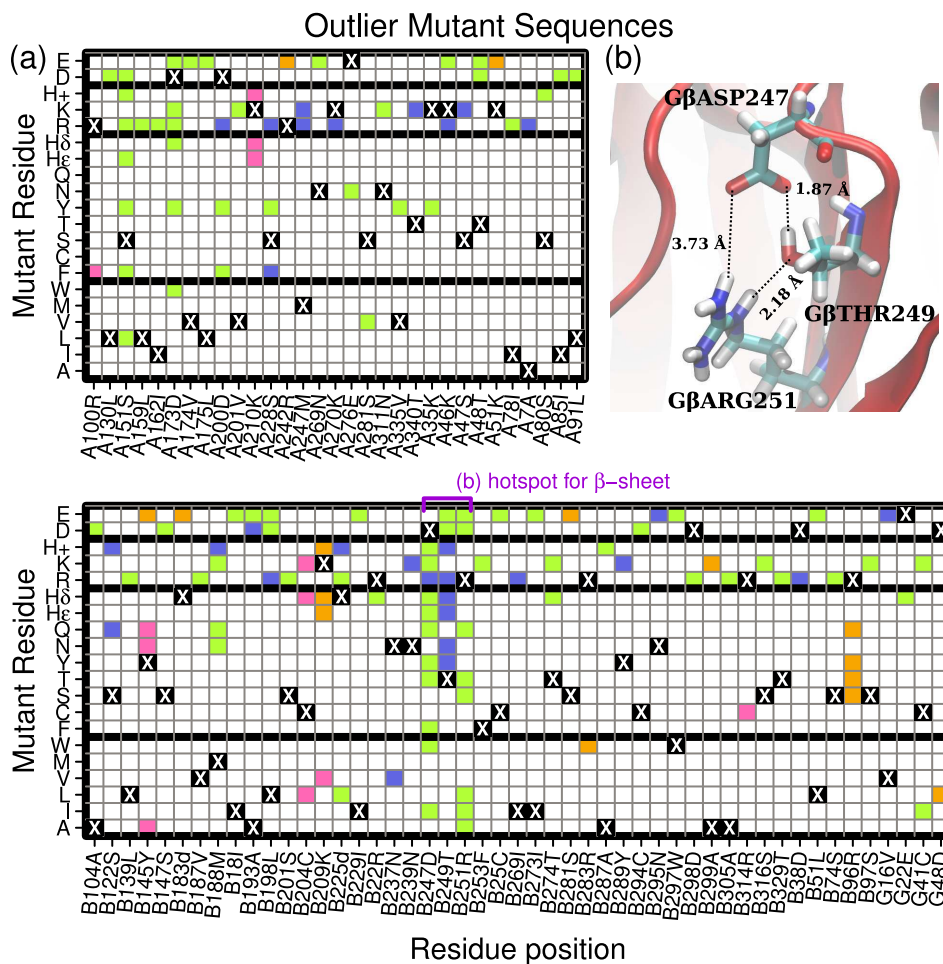 Outlier Mutant Sequences
(a)
Mutant Residue
E
D
H+
K
R
Hδ
Hε
Q
N
Y
T
S
C
F
W
M
V
L
I
A
A100R
A130L
A151S
A159L
A162I
A173D
A174V
A175L
A200D
A201V
A210K
A228S
A242R
A247M
A269N
A270K
A276E
A281S
A311N
A335V
A340T
A35K
A46K
A47S
A48T
A51K
A78I
A7A
A80S
A85I
A91L
(b)
GβASP247
1.87 Å
3.73 Å
2.18 Å
GβTHR249
GβARG251
(b) hotspot for β-sheet
Mutant Residue
E
D
H+
K
R
Hδ
Hε
Q
N
Y
T
S
C
F
W
M
V
L
I
A
B104A
B122S
B139L
B145Y
B147S
B183d
B187V
B188M
B18I
B193A
B198L
B201S
B204C
B209K
B225d
B229I
B22R
B237N
B239N
B247D
B249T
B251R
B253F
B25C
B269I
B273I
B274T
B281S
B283R
B287A
B289Y
B294C
B295N
B297W
B298D
B299A
B305A
B314R
B316S
B329T
B38D
B51L
B74S
B96R
B97S
G16V
G22E
G41C
G48D
Residue position